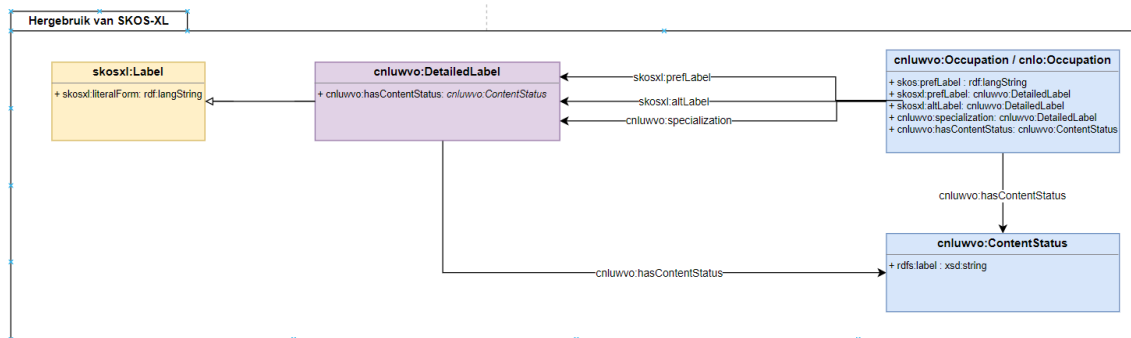 Hergebruik van SKOS-XL
skosxl:Label
+ skosxl:literalForm: rdf:langString
cnluwvo:DetailedLabel
+ cnluwvo:hasContentStatus: cnluwvo:ContentStatus
skosxl:prefLabel
skosxl:altLabel
cnluwvo:specialization
cnluwvo:Occupation / cnlo:Occupation
+ skos:prefLabel : rdf:langString
+ skosxl:prefLabel: cnluwvo:DetailedLabel
+ skosxl:altLabel: cnluwvo:DetailedLabel
+ cnluwvo:specialization: cnluwvo:DetailedLabel
+ cnluwvo:hasContentStatus: cnluwvo:ContentStatus
cnluwvo:hasContentStatus
cnluwvo:ContentStatus
+ rdfs:label : xsd:string
cnluwvo:hasContentStatus